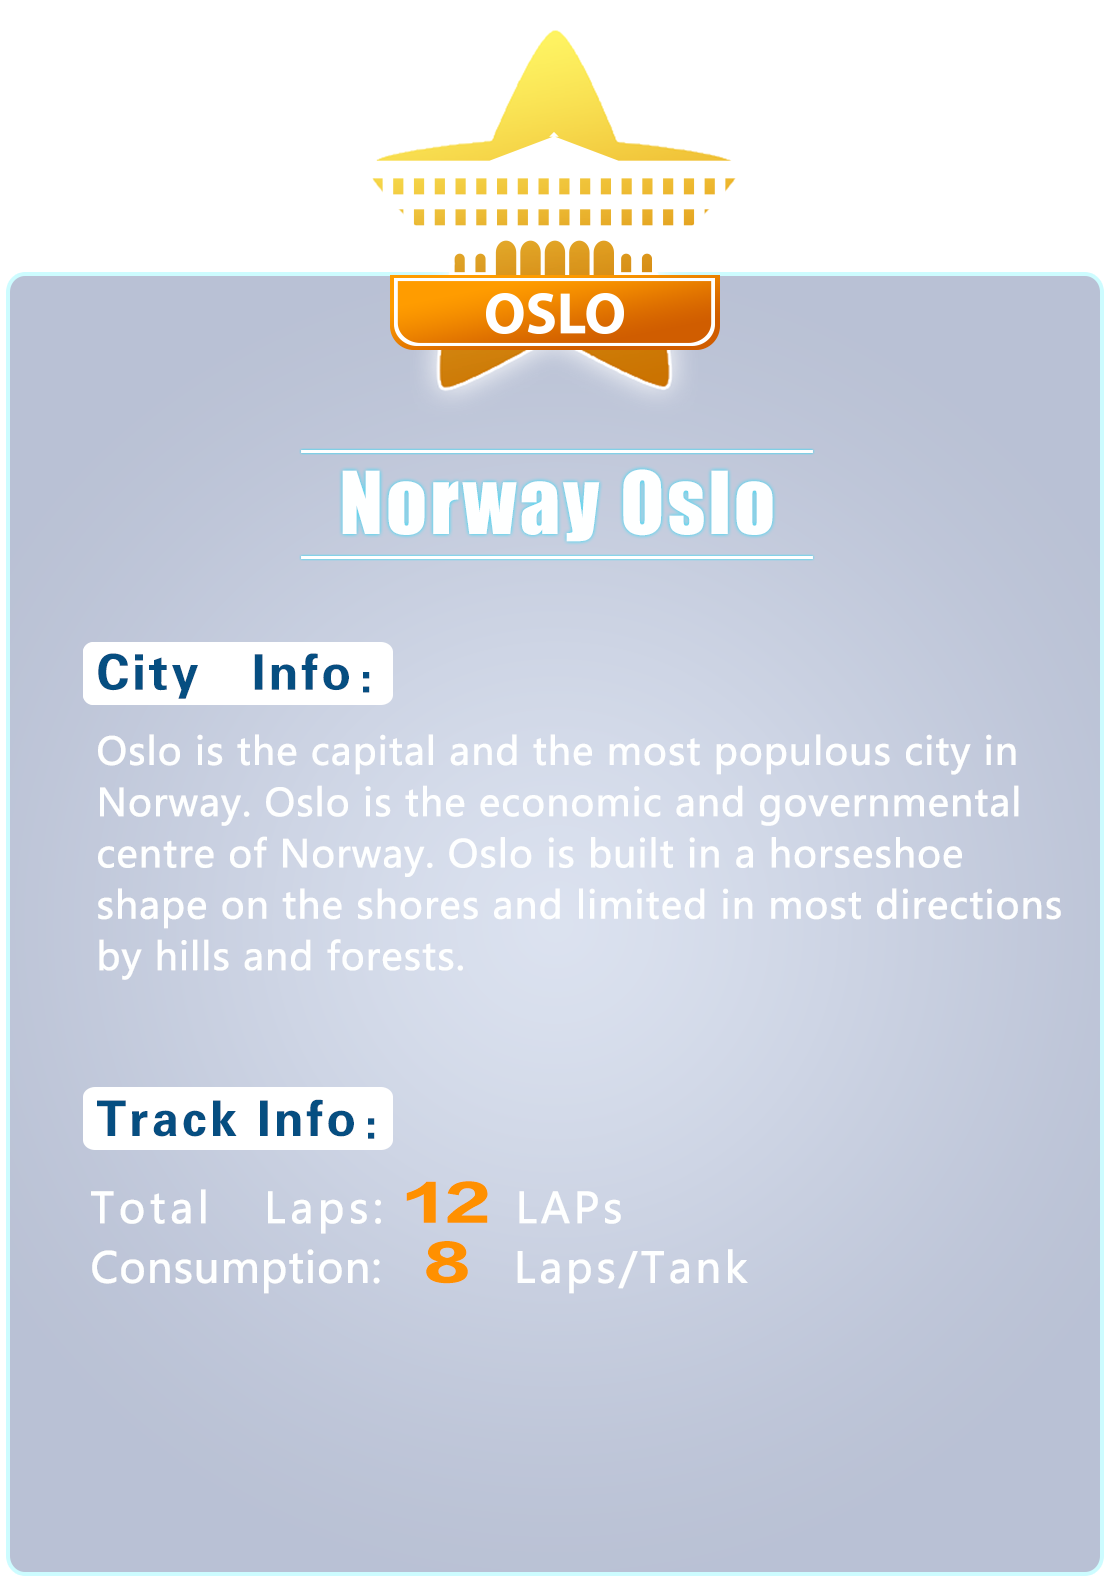 OSLO
Norway Oslo
City Info:
Oslo is the capital and the most populous city in
Norway. Oslo is the economic and governmental
centre of Norway. Oslo is built in a horseshoe
shape on the shores and limited in most directions
by hills and forests.
Track Info:
Total Laps: 12 LAPs
Consumption: 8 Laps/Tank